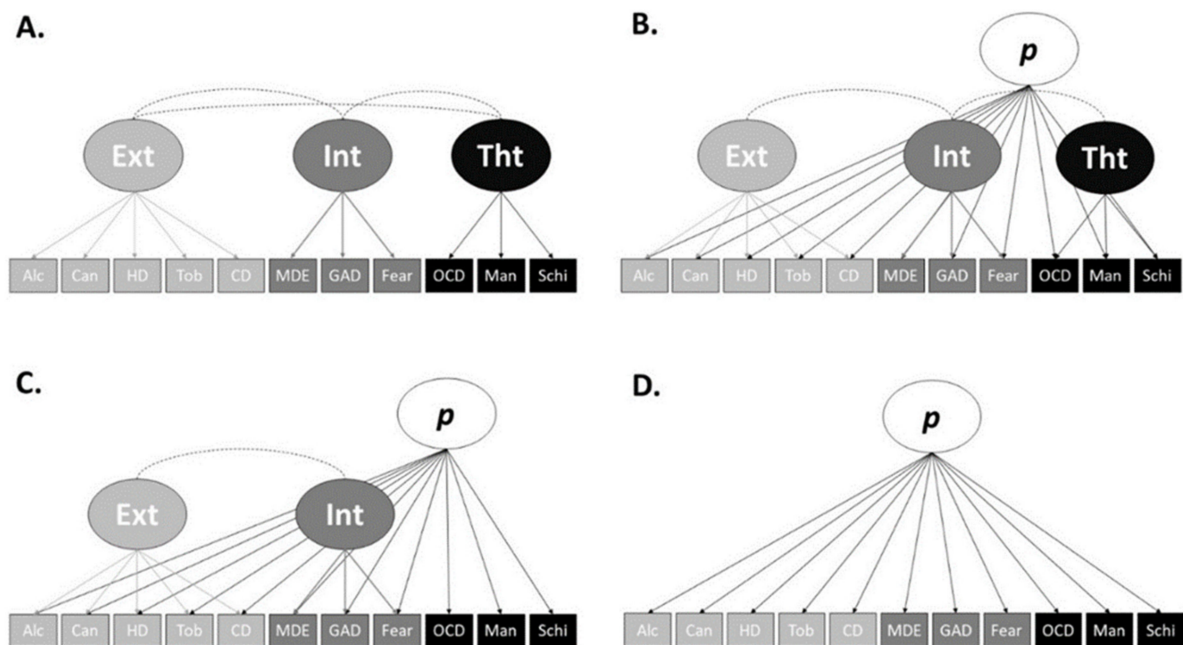 A.
Ext Int Tht
Alc Can HD Tob CD MDE GAD Fear OCD Man Schi
B.
p
Ext Int Tht
Alc Can HD Tob CD MDE GAD Fear OCD Man Schi
C.
p
Ext Int
Alc Can HD Tob CD MDE GAD Fear OCD Man Schi
D.
p
Alc Can HD Tob CD MDE GAD Fear OCD Man Schi